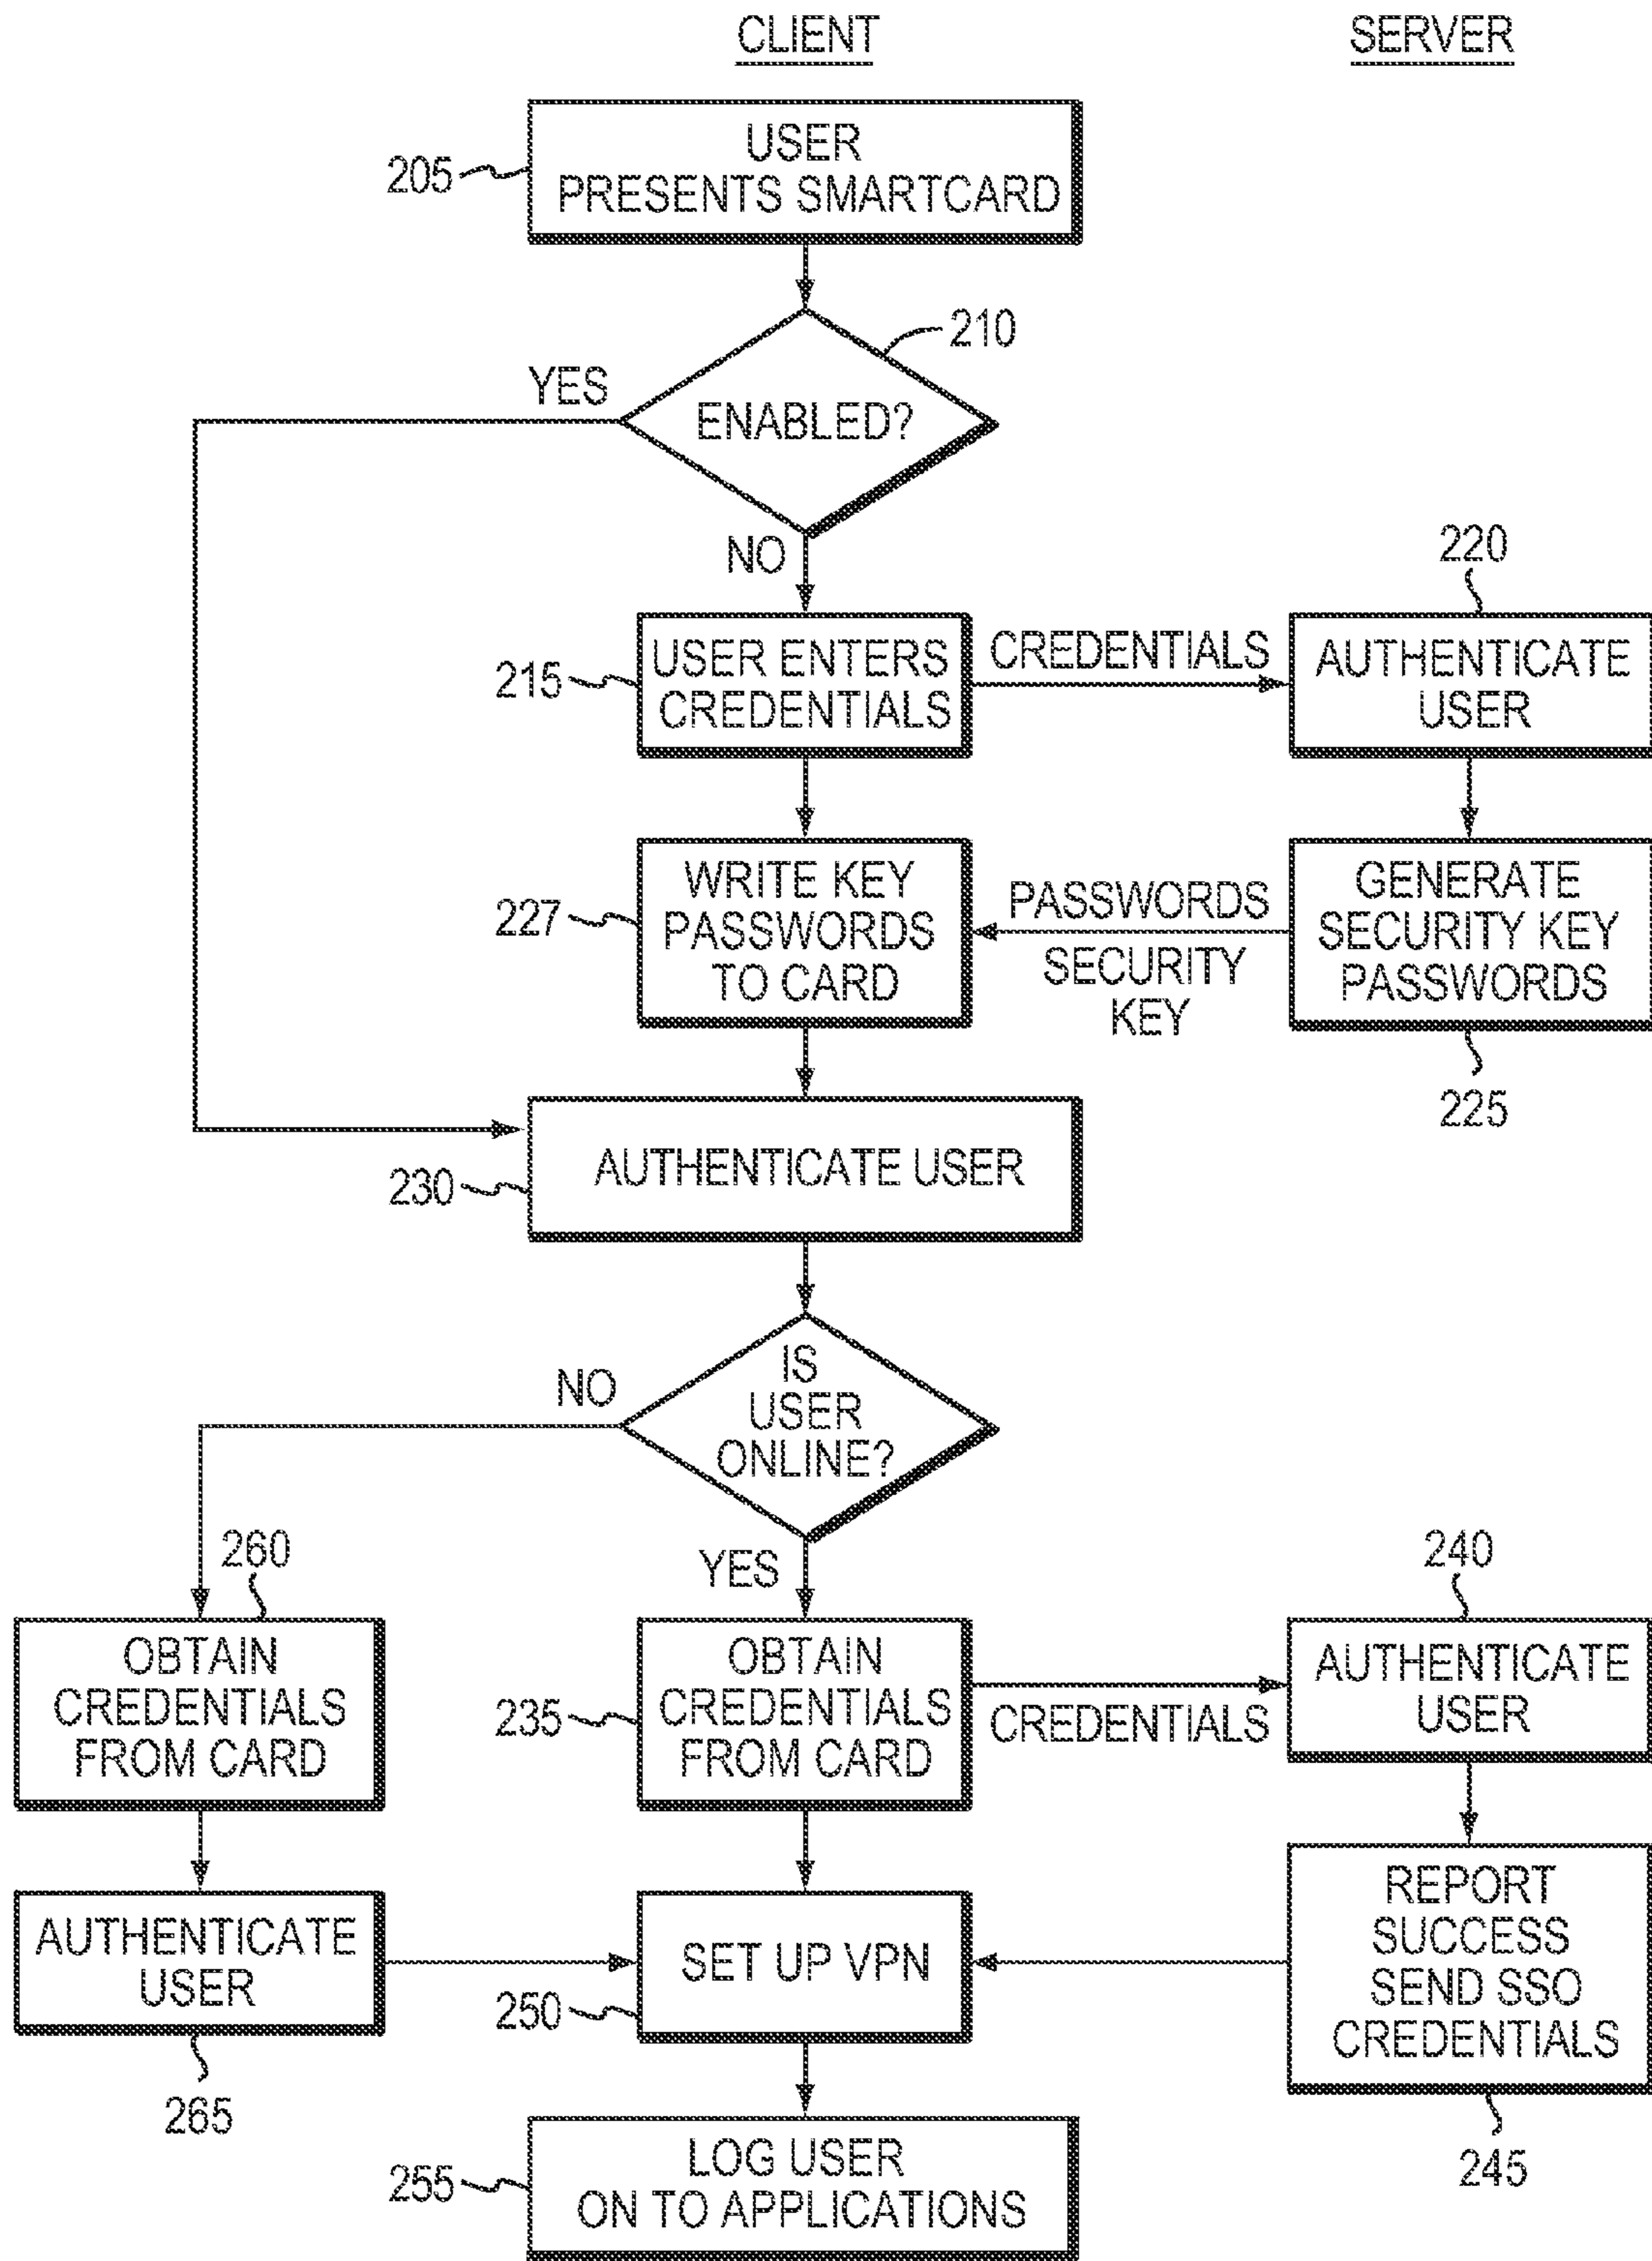 CLIENT
SERVER
USER
PRESENTS SMARTCARD
205
210
YES
ENABLED?
NO
220
215
USER ENTERS
CREDENTIALS
CREDENTIALS
AUTHENTICATE
USER
227
WRITE KEY
PASSWORDS
TO CARD
PASSWORDS
SECURITY
KEY
GENERATE
SECURITY KEY
PASSWORDS
225
AUTHENTICATE USER
230
NO
IS
USER
ONLINE?
260
YES
240
OBTAIN
CREDENTIALS
FROM CARD
235
OBTAIN
CREDENTIALS
FROM CARD
CREDENTIALS
AUTHENTICATE
USER
AUTHENTICATE
USER
265
SET UP VPN
250
REPORT
SUCCESS
SEND SSO
CREDENTIALS
245
255
LOG USER
ON TO APPLICATIONS